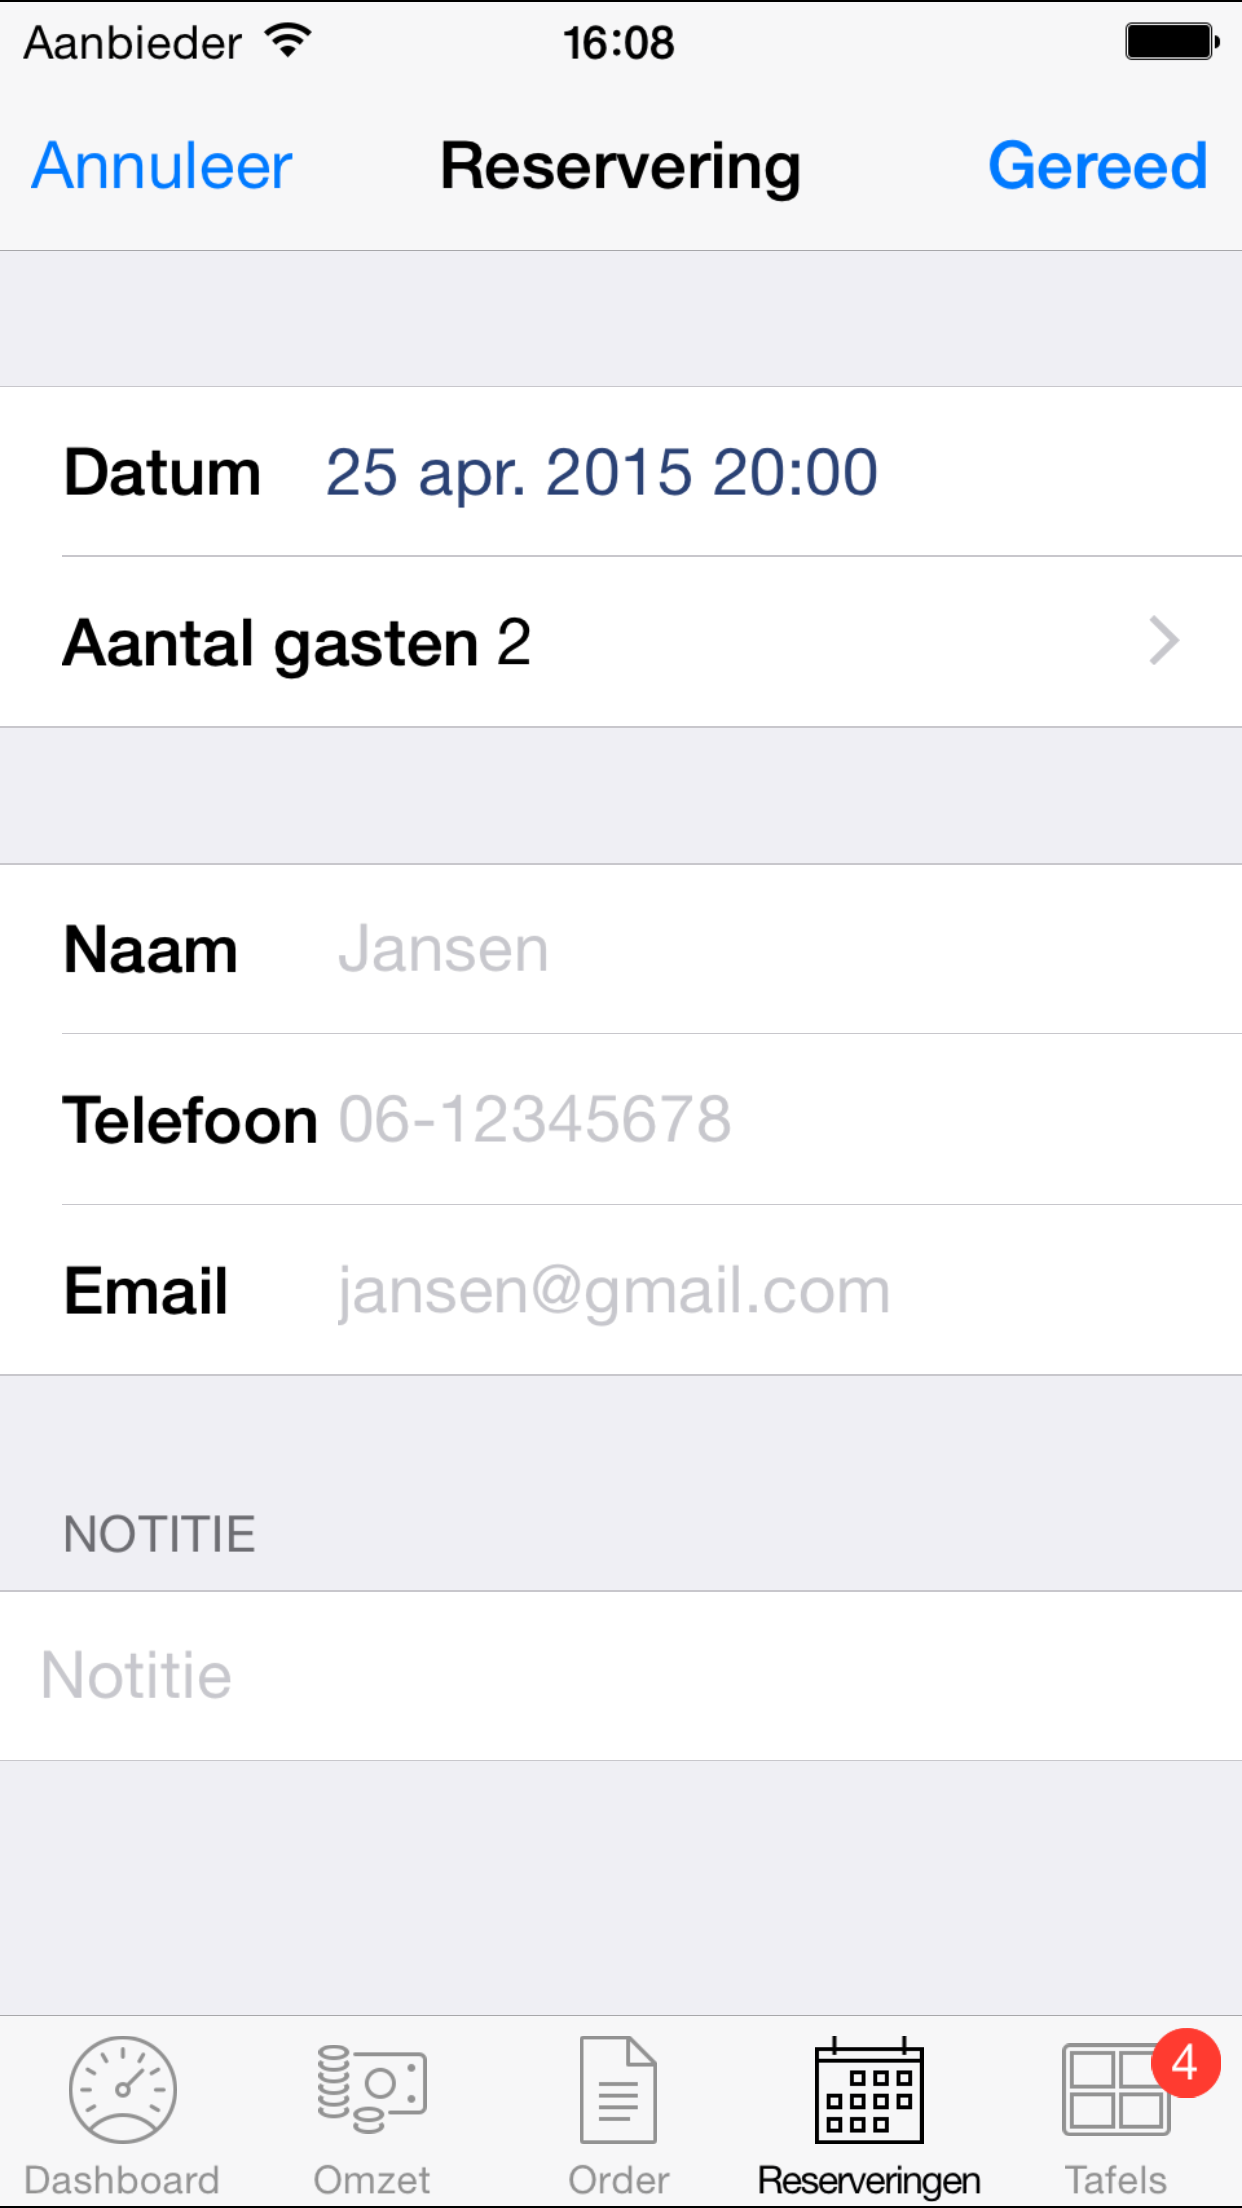 Aanbieder 16:08
Annuleer Reservering Gereed
Datum 25 apr. 2015 20:00
Aantal gasten 2
Naam Jansen
Telefoon 06-12345678
Email jansen@gmail.com
NOTITIE
Notitie
4
Dashboard Omzet Order Reserveringen Tafels